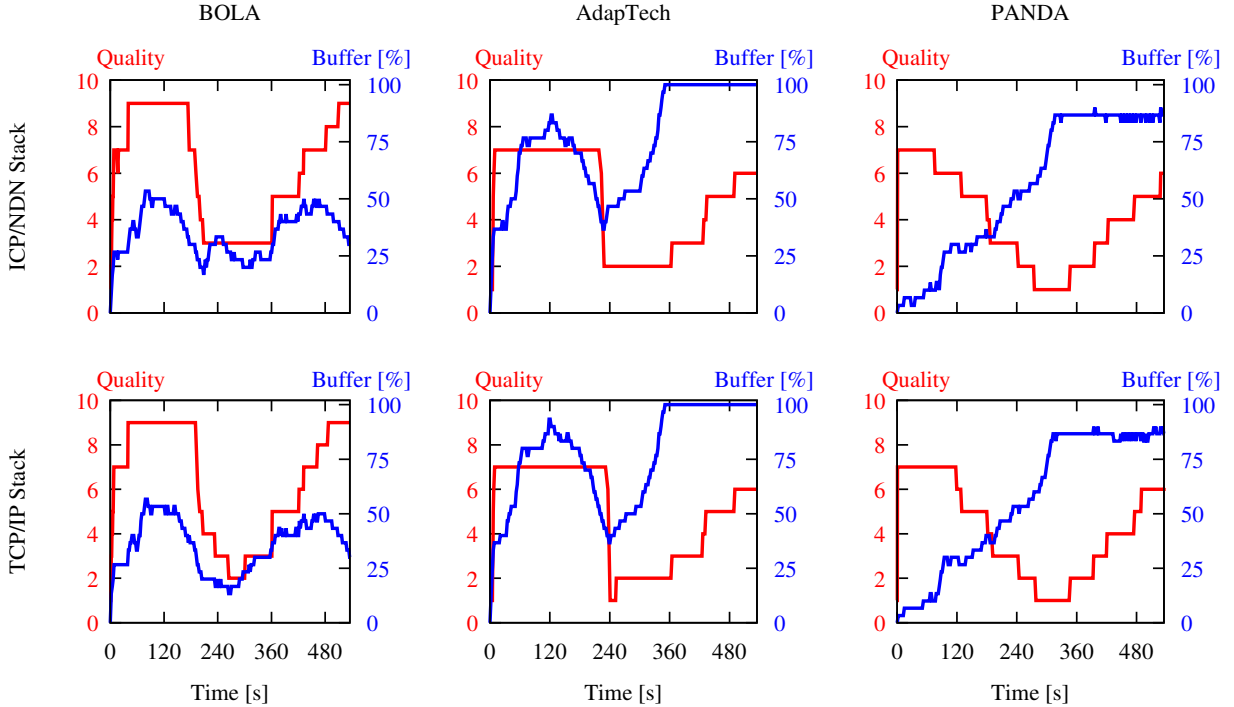 BOLA AdapTech PANDA
Quality Buffer [%] Quality Buffer [%] Quality Buffer [%]
10 100 10 100 10 100
8 75 8 75 8 75
6 50 6 50 6 50
4 4 4
25 25 25
2 2 2
0 0 0 0 0 0
ICP/NDN Stack
Quality Buffer [%] Quality Buffer [%] Quality Buffer [%]
10 100 10 100 10 100
8 75 8 75 8 75
6 50 6 50 6 50
4 4 4
25 25 25
2 2 2
0 0 0 0 0 0
TCP/IP Stack
0 120 240 360 480 0 120 240 360 480 0 120 240 360 480
Time [s] Time [s] Time [s]